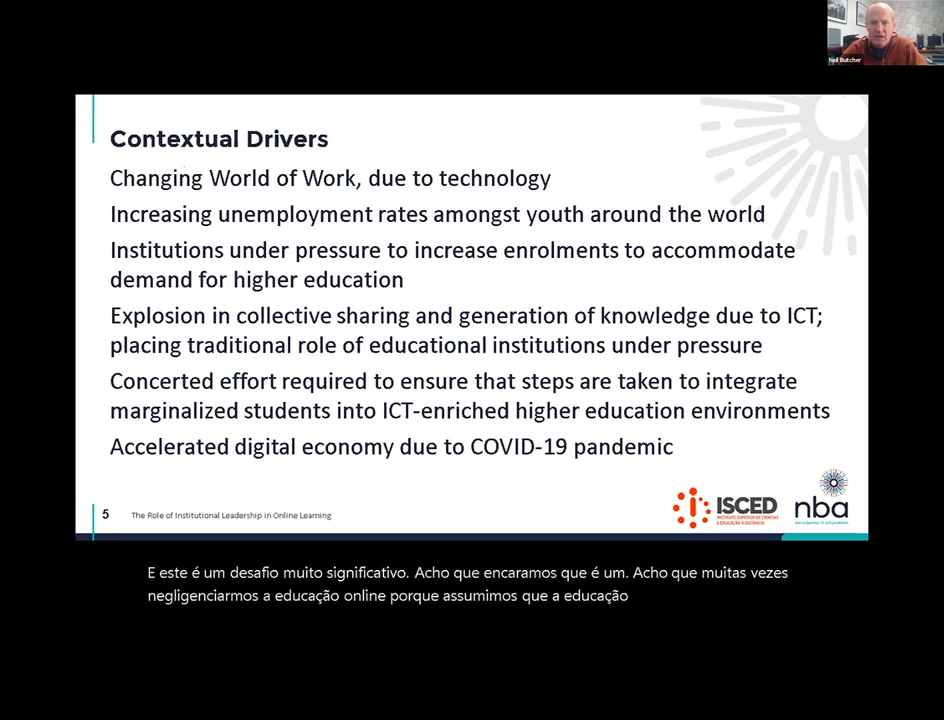 Neil Butcher
Contextual Drivers
Changing World of Work, due to technology
Increasing unemployment rates amongst youth around the world
Institutions under pressure to increase enrolments to accommodate
demand for higher education
Explosion in collective sharing and generation of knowledge due to ICT;
placing traditional role of educational institutions under pressure
Concerted effort required to ensure that steps are taken to integrate
marginalized students into ICT-enriched higher education environments
Accelerated digital economy due to COVID-19 pandemic
5
The Role of Institutional Leadership in Online Learning
ISCED
INSTITUTO SUPERIOR DE CIÊNCIAS
E EDUCAÇÃO A DISTÂNCIA
nba
E este é um desafio muito significativo. Acho que encaramos que é um. Acho que muitas vezes
negligenciarmos a educação online porque assumimos que a educação